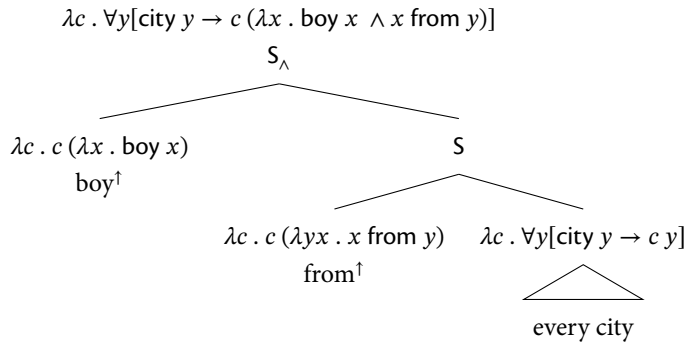 λc . ∀y[city y → c (λx . boy x ∧ x from y)]
S∧
λc . c (λx . boy x)
S
boy↑
λc . c (λyx . x from y)
λc . ∀y[city y → c y]
from↑
every city